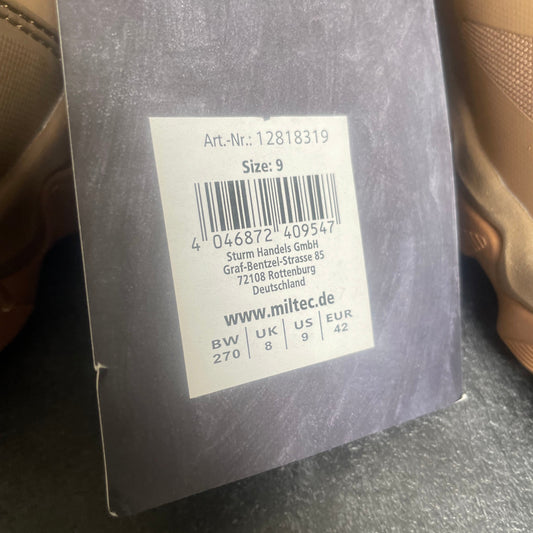 Art.-Nr.: 12818319
Size: 9
4 046872 409547
Sturm Handels GmbH
Graf-Bentzel-Strasse 85
72108 Rottenburg
Deutschland
www.miltec.de
BW UK US EUR
270 8 9 42